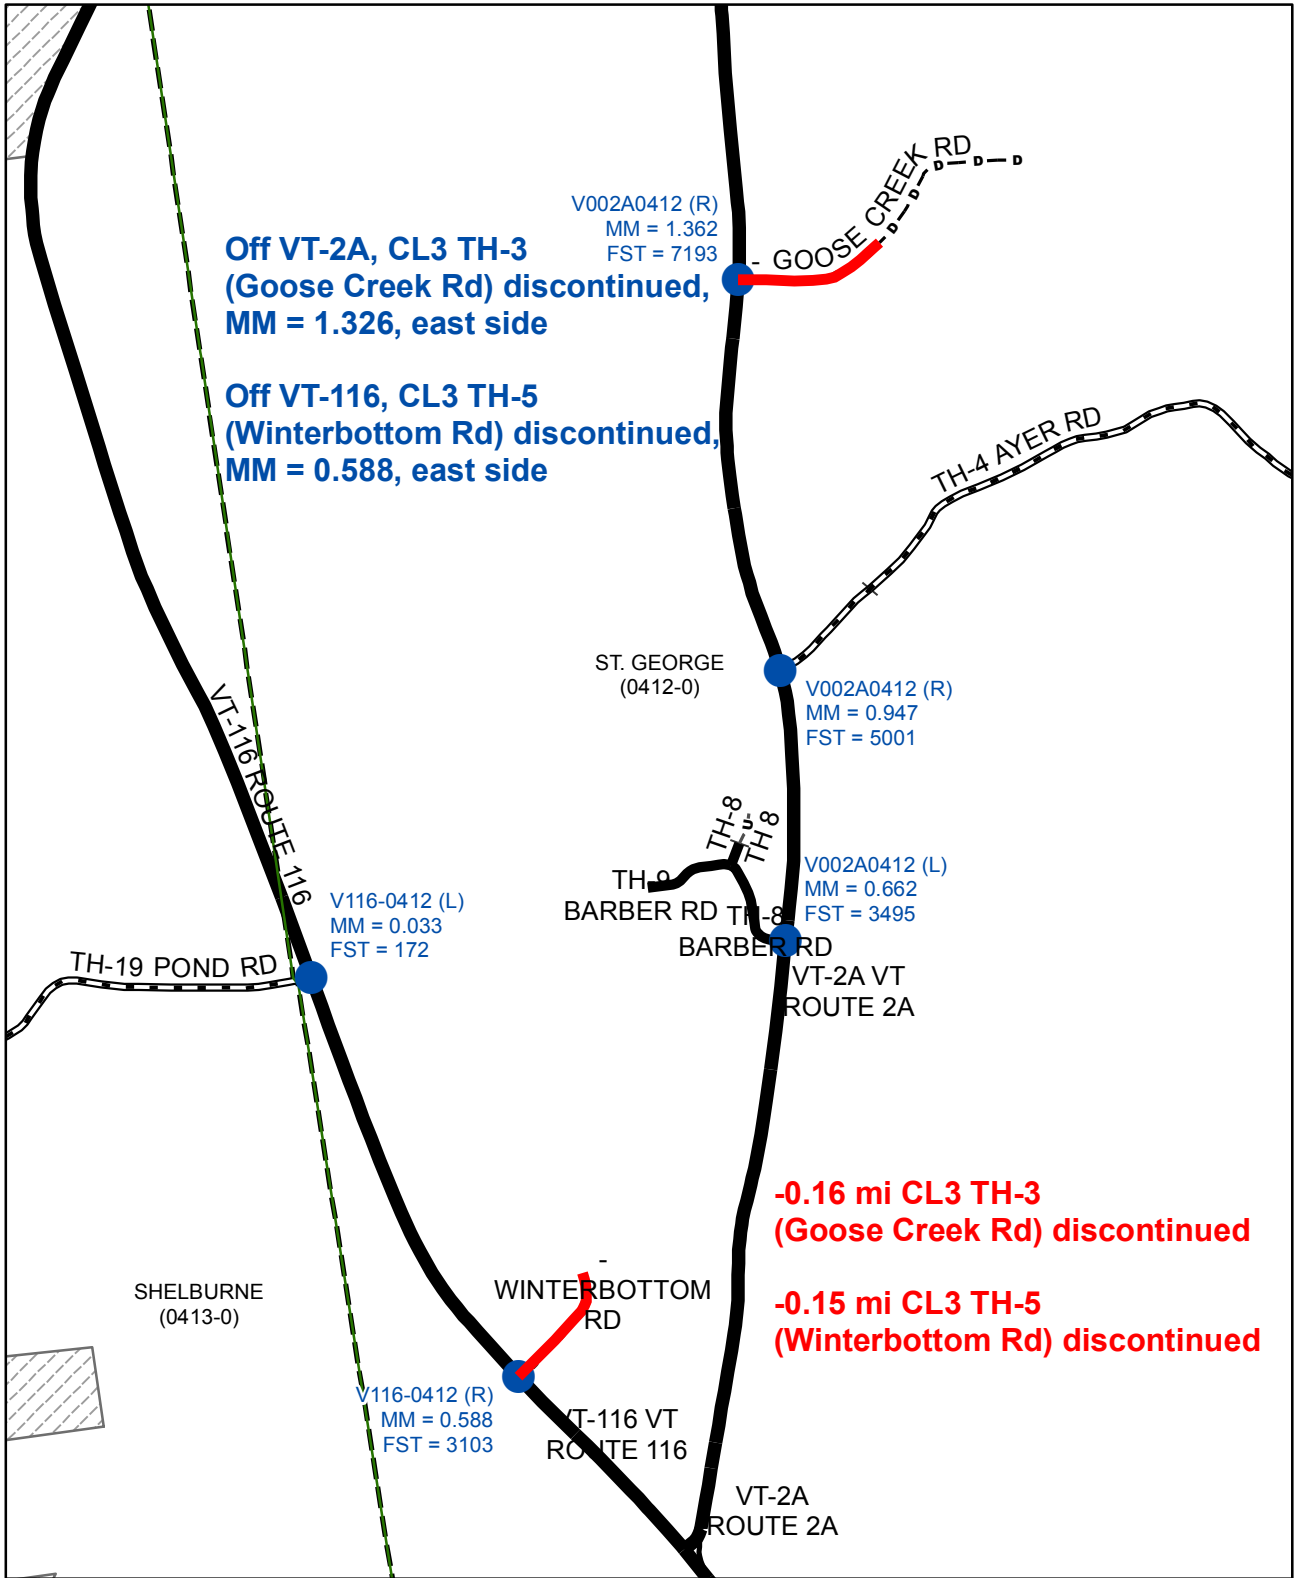 GOOSE CREEK RD
D D D
D
D
V002A0412 (R)
MM = 1.362
FST = 7193
-
Off VT-2A, CL3 TH-3
(Goose Creek Rd) discontinued,
MM = 1.326, east side
Off VT-116, CL3 TH-5
(Winterbottom Rd) discontinued,
MM = 0.588, east side
TH-4 AYER RD
ST. GEORGE
(0412-0)
V002A0412 (R)
MM = 0.947
FST = 5001
VT-116 ROUTE 116
TH-8
TH 8
V002A0412 (L)
MM = 0.662
FST = 3495
TH-9
BARBER RD
TH-8
BARBER RD
V116-0412 (L)
MM = 0.033
FST = 172
TH-19 POND RD
VT-2A VT
ROUTE 2A
-0.16 mi CL3 TH-3
(Goose Creek Rd) discontinued
-0.15 mi CL3 TH-5
(Winterbottom Rd) discontinued
-
WINTERBOTTOM
RD
SHELBURNE
(0413-0)
V116-0412 (R)
MM = 0.588
FST = 3103
VT-116 VT
ROUTE 116
VT-2A
ROUTE 2A